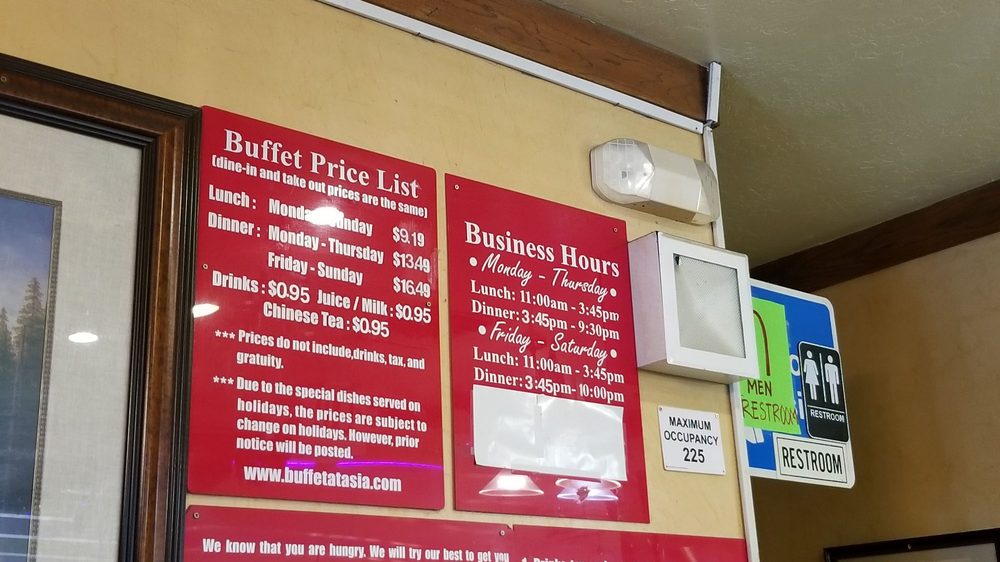 Buffet Price List
(dine-in and take out prices are the same)
Lunch : Monday - Sunday $9.19
Dinner : Monday - Thursday $13.49
Friday - Sunday $16.49
Drinks : $0.95 Juice / Milk : $0.95
Chinese Tea : $0.95
*** Prices do not include,drinks, tax, and
gratuity.
*** Due to the special dishes served on
holidays, the prices are subject to
change on holidays. However, prior
notice will be posted.
www.buffetatasia.com
Business Hours
• Monday - Thursday •
Lunch: 11:00am - 3:45pm
Dinner: 3:45pm - 9:30pm
• Friday - Saturday •
Lunch: 11:00am - 3:45pm
Dinner: 3:45pm- 10:00pm
MAXIMUM
OCCUPANCY
225
MEN
RESTROOM
RESTROOM
RESTROOM
We know that you are hungry. We will try our best to get you